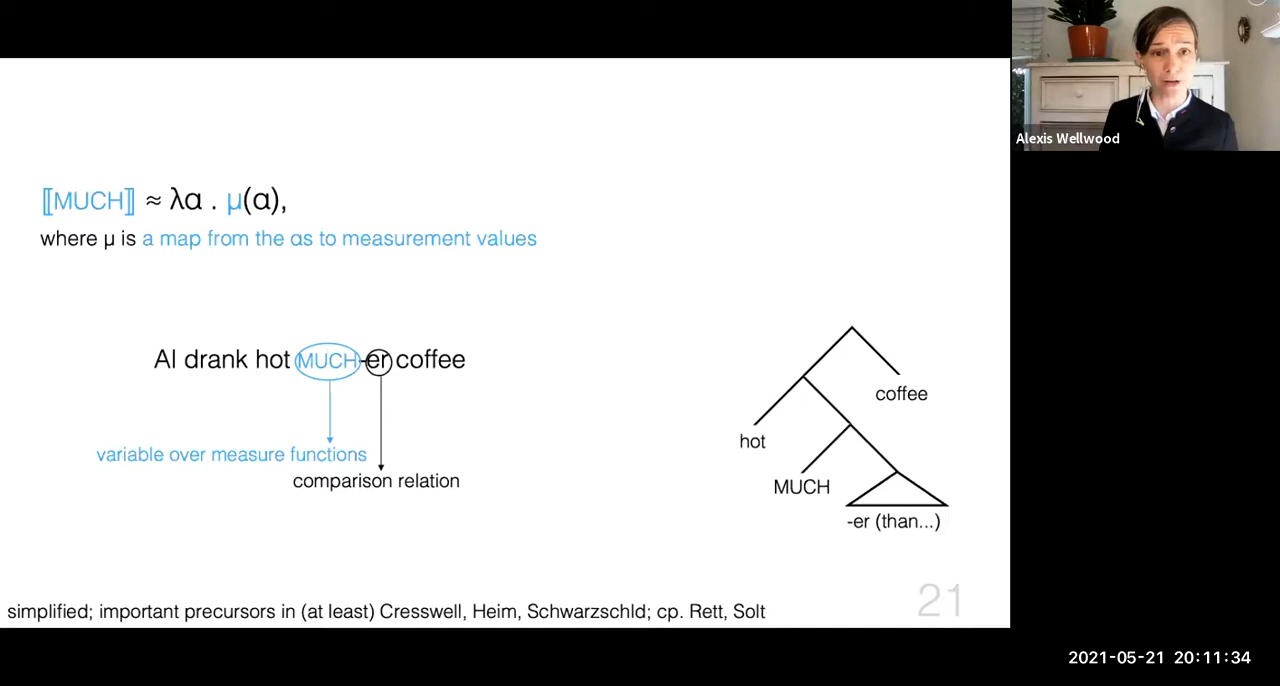 Alexis Wellwood
⟦MUCH⟧ ≈ λα . μ(α),
where μ is a map from the αs to measurement values
Al drank hot MUCH-er coffee
variable over measure functions
comparison relation
coffee
hot
MUCH
-er (than...)
simplified; important precursors in (at least) Cresswell, Heim, Schwarzschld; cp. Rett, Solt
21
2021-05-21 20:11:34